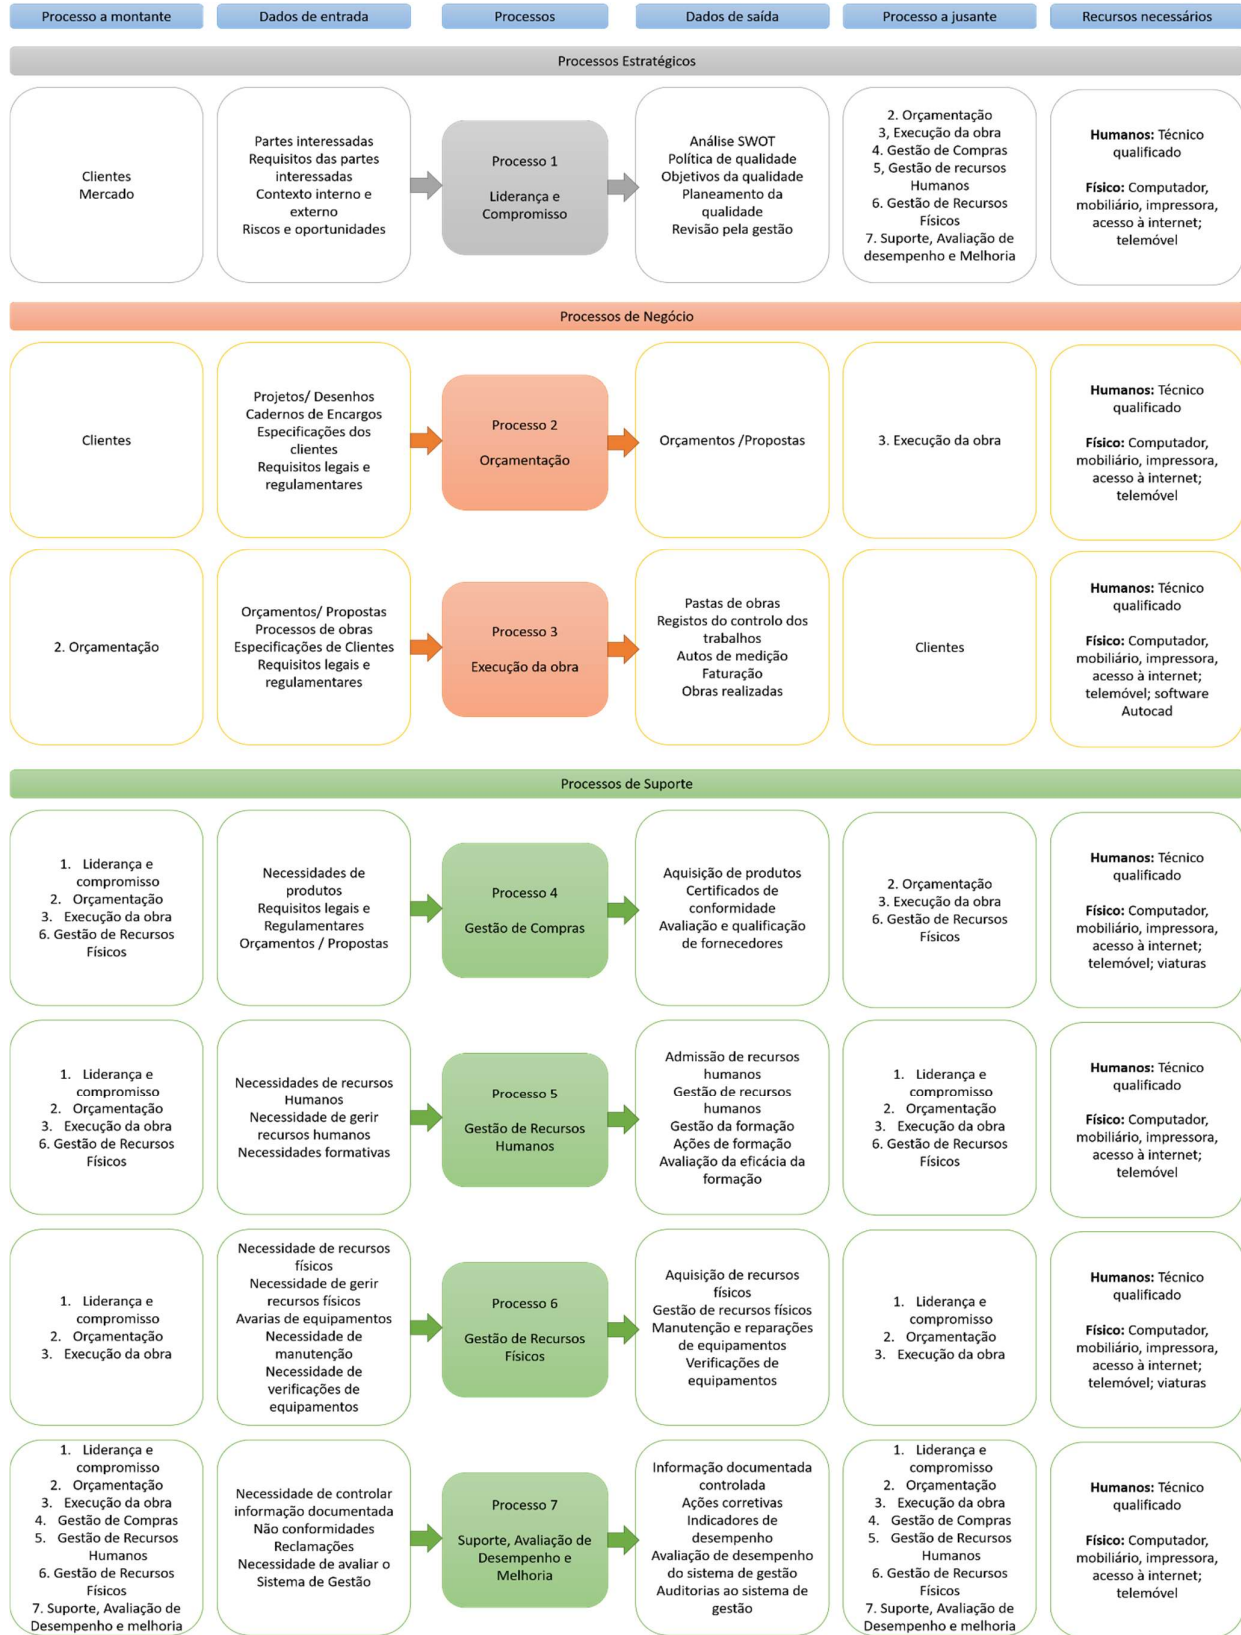 Processo a montante
Dados de entrada
Processos
Dados de saída
Processo a jusante
Recursos necessários
Processos Estratégicos
Clientes
Mercado
Partes interessadas
Requisitos das partes
interessadas
Contexto interno e
externo
Riscos e oportunidades
Processo 1
Liderança e
Compromisso
Análise SWOT
Política de qualidade
Objetivos da qualidade
Planeamento da
qualidade
Revisão pela gestão
2. Orçamentação
3, Execução da obra
4. Gestão de Compras
5, Gestão de recursos
Humanos
6. Gestão de Recursos
Físicos
7. Suporte, Avaliação de
desempenho e Melhoria
Humanos: Técnico
qualificado
Físico: Computador,
mobiliário, impressora,
acesso à internet;
telemóvel
Processos de Negócio
Clientes
Projetos/ Desenhos
Cadernos de Encargos
Especificações dos
clientes
Requisitos legais e
regulamentares
Processo 2
Orçamentação
Orçamentos /Propostas
3. Execução da obra
Humanos: Técnico
qualificado
Físico: Computador,
mobiliário, impressora,
acesso à internet;
telemóvel
2. Orçamentação
Orçamentos/ Propostas
Processos de obras
Especificações de Clientes
Requisitos legais e
regulamentares
Processo 3
Execução da obra
Pastas de obras
Registos do controlo dos
trabalhos
Autos de medição
Faturação
Obras realizadas
Clientes
Humanos: Técnico
qualificado
Físico: Computador,
mobiliário, impressora,
acesso à internet;
telemóvel; software
Autocad
Processos de Suporte
1. Liderança e
compromisso
2. Orçamentação
3. Execução da obra
6. Gestão de Recursos
Físicos
Necessidades de
produtos
Requisitos legais e
Regulamentares
Orçamentos / Propostas
Processo 4
Gestão de Compras
Aquisição de produtos
Certificados de
conformidade
Avaliação e qualificação
de fornecedores
2. Orçamentação
3. Execução da obra
6. Gestão de Recursos
Físicos
Humanos: Técnico
qualificado
Físico: Computador,
mobiliário, impressora,
acesso à internet;
telemóvel; viaturas
1. Liderança e
compromisso
2. Orçamentação
3. Execução da obra
6. Gestão de Recursos
Físicos
Necessidades de recursos
Humanos
Necessidade de gerir
recursos humanos
Necessidades formativas
Processo 5
Gestão de Recursos
Humanos
Admissão de recursos
humanos
Gestão de recursos
humanos
Gestão da formação
Ações de formação
Avaliação da eficácia da
formação
1. Liderança e
compromisso
2. Orçamentação
3. Execução da obra
6. Gestão de Recursos
Físicos
Humanos: Técnico
qualificado
Físico: Computador,
mobiliário, impressora,
acesso à internet;
telemóvel
1. Liderança e
compromisso
2. Orçamentação
3. Execução da obra
Necessidade de recursos
físicos
Necessidade de gerir
recursos físicos
Avarias de equipamentos
Necessidade de
manutenção
Necessidade de
verificações de
equipamentos
Processo 6
Gestão de Recursos
Físicos
Aquisição de recursos
físicos
Gestão de recursos físicos
Manutenção e reparações
de equipamentos
Verificações de
equipamentos
1. Liderança e
compromisso
2. Orçamentação
3. Execução da obra
Humanos: Técnico
qualificado
Físico: Computador,
mobiliário, impressora,
acesso à internet;
telemóvel; viaturas
1. Liderança e
compromisso
2. Orçamentação
3. Execução da obra
4. Gestão de Compras
5. Gestão de Recursos
Humanos
6. Gestão de Recursos
Físicos
7. Suporte, Avaliação de
Desempenho e melhoria
Necessidade de controlar
informação documentada
Não conformidades
Reclamações
Necessidade de avaliar o
Sistema de Gestão
Processo 7
Suporte, Avaliação de
Desempenho e
Melhoria
Informação documentada
controlada
Ações corretivas
Indicadores de
desempenho
Avaliação de desempenho
do sistema de gestão
Auditorias ao sistema de
gestão
1. Liderança e
compromisso
2. Orçamentação
3. Execução da obra
4. Gestão de Compras
5. Gestão de Recursos
Humanos
6. Gestão de Recursos
Físicos
7. Suporte, Avaliação de
Desempenho e melhoria
Humanos: Técnico
qualificado
Físico: Computador,
mobiliário, impressora,
acesso à internet;
telemóvel